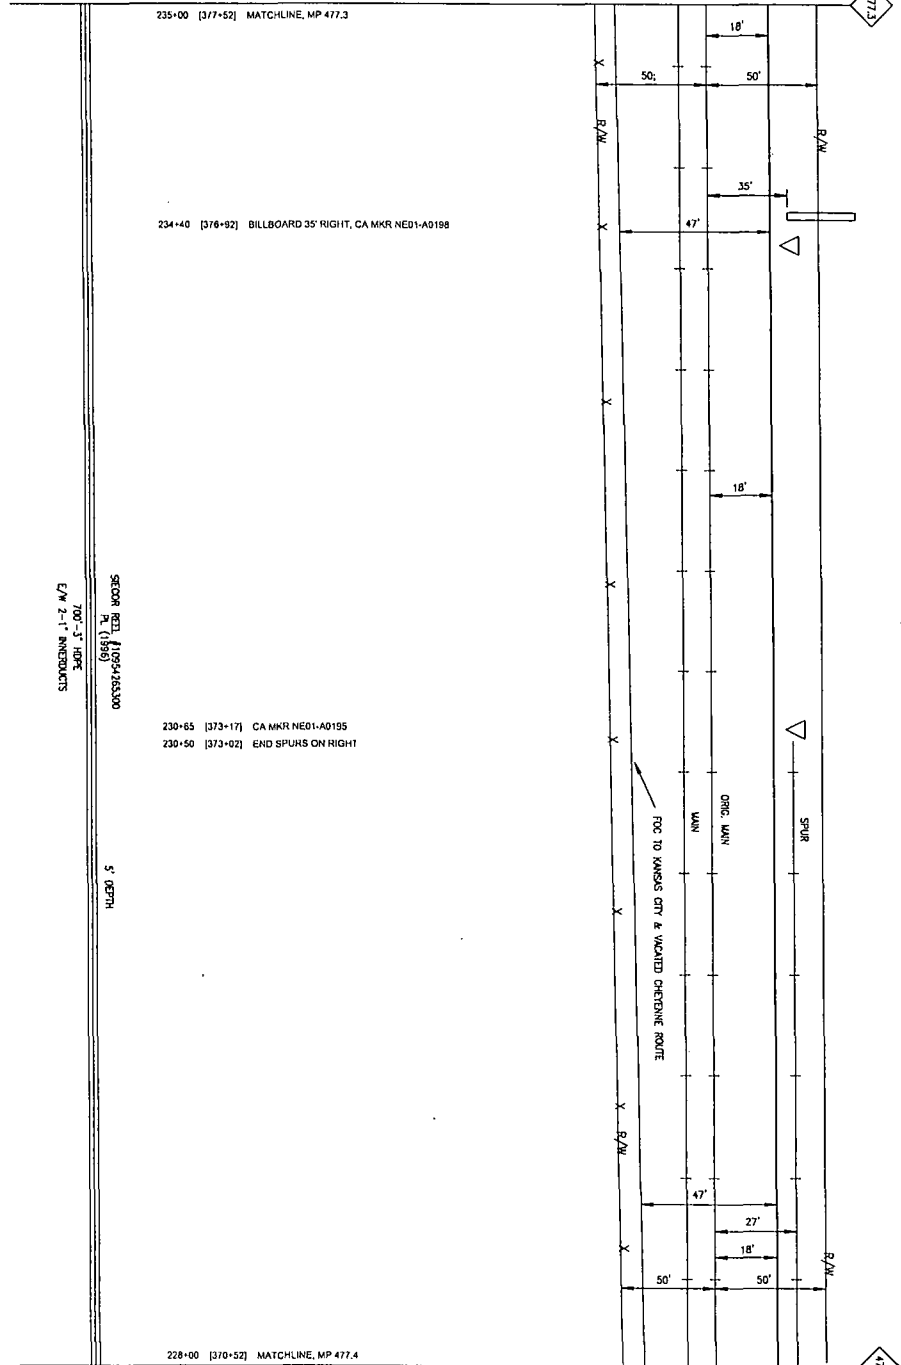 235+00 [377+52] MATCHLINE, MP 477.3
77.3
18'
50;
50'
R/W
R/W
35'
234+40 [376+92] BILLBOARD 35' RIGHT, CA MKR NE01-A0198
47'
18'
SIECOR REEL #10954265300
PL (1996)
700'-3" HDPE
E/W 2-1" INNERDUCTS
230+65 [373+17] CA MKR NE01-A0195
230+50 [373+02] END SPURS ON RIGHT
FOC TO KANSAS CITY & VACATED CHEYENNE ROUTE
MAIN
ORIG. MAIN
SPUR
5' DEPTH
R/W
47'
27'
18'
R/W
50'
50'
228+00 [370+52] MATCHLINE, MP 477.4